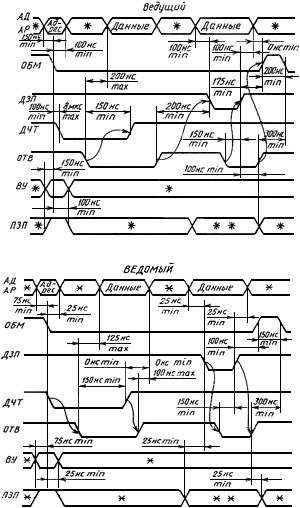 Ведущий
АД
АР
Ад-
рес
*
Данные
*
Данные
*
150нс
min
100нс
min
100нс
min
100нс
min
0нс min
ОБМ
200нс
max
175нс
min
200нс
min
ДЗП
100нс
min
8мкс
max
150нс
min
200нс
min
ДЧТ
150нс
min
300нс
min
ОТВ
150нс
min
100нс min
ВУ
*
*
*
100нс
min
ПЗП
*
*
* *
*
ВЕДОМЫЙ
АД
АР
*
Ад-
рес
*
Данные
*
Данные
*
75нс
min
25нс
min
25нс
min
25нс
min
ОБМ
125нс
max
100нс
min
150нс
min
ДЗП
0нс min
0нс min
100нс max
150нс min
ДЧТ
150нс
min
300нс
min
ОТВ
25нс min
25нс min
ВУ
*
*
*
25нс min
25нс
min
ПЗП
*
*
* *
*